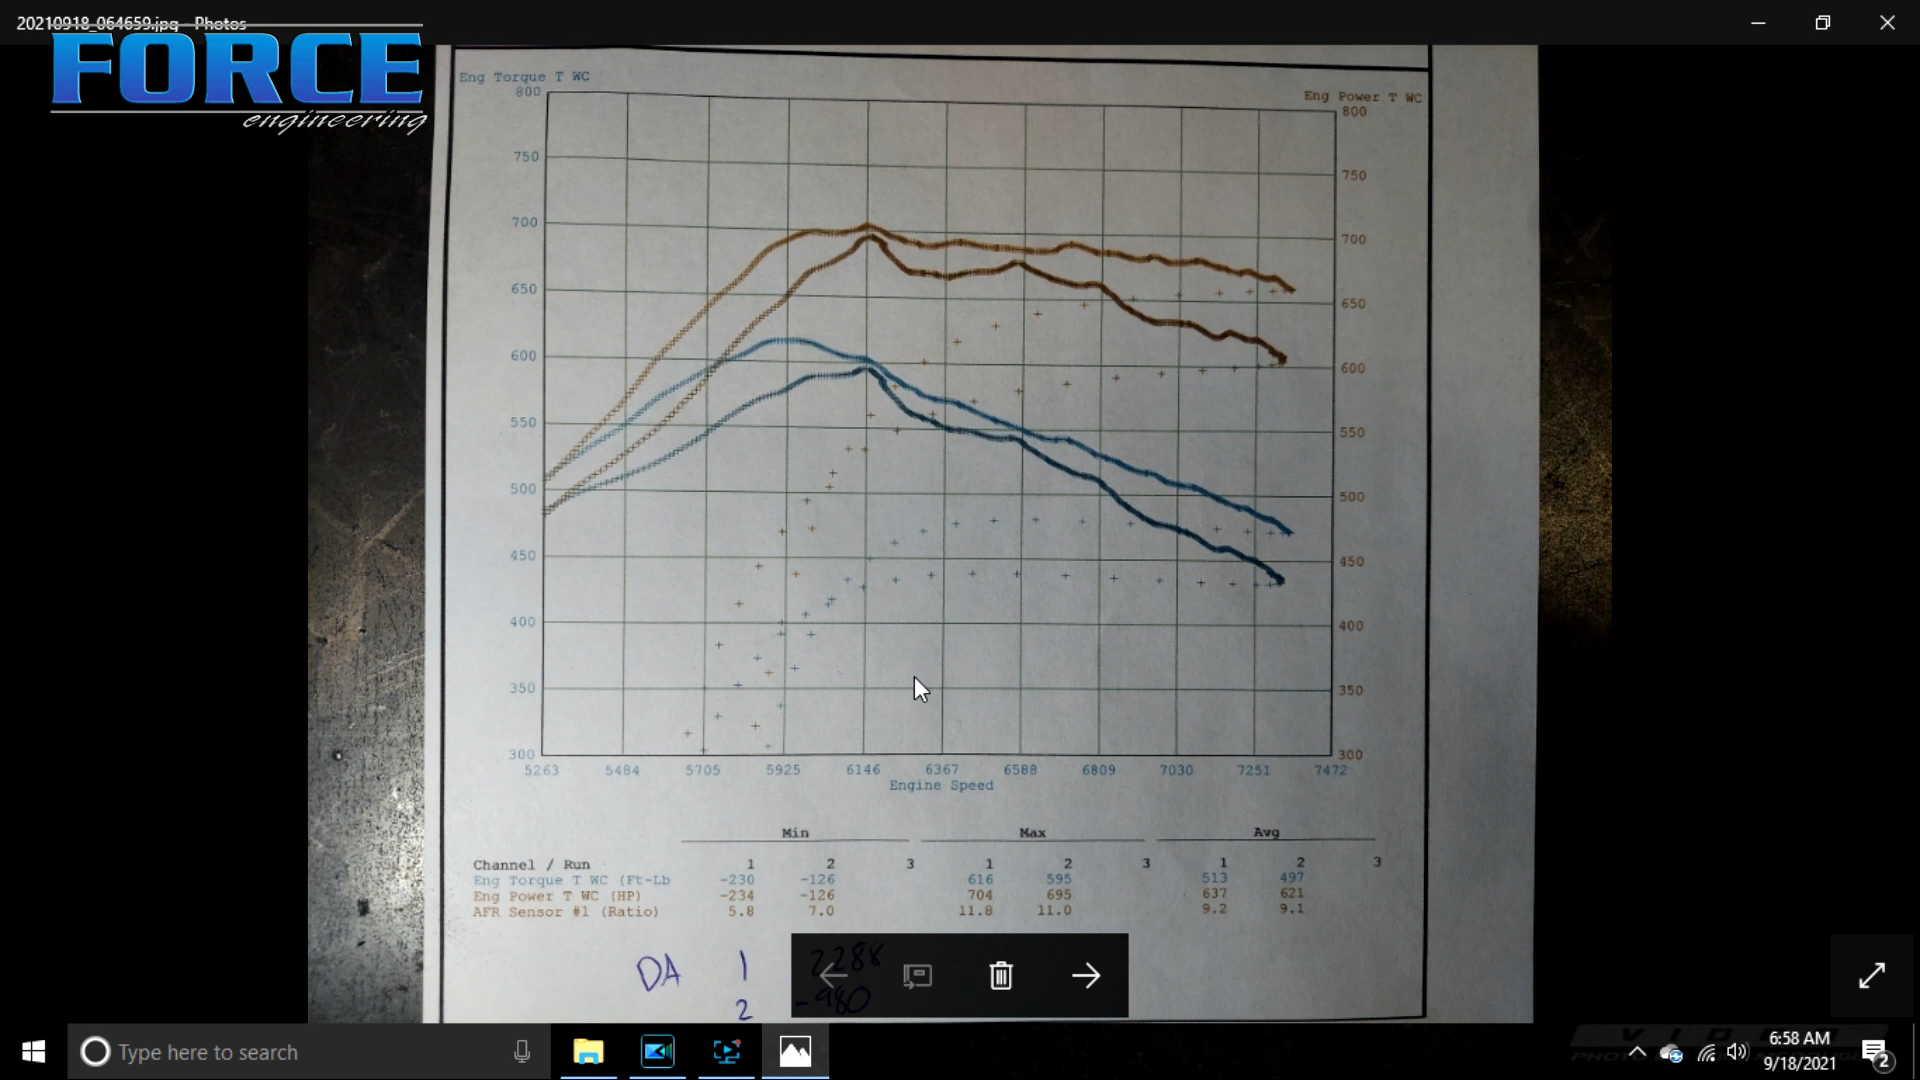 20210918_064659.jpg - Photos
FORCE
engineering
Eng Torque T WC
Eng Power T WC
800
750
700
650
600
550
500
450
400
350
300
800
750
700
650
600
550
500
450
400
350
300
5263 5484 5705 5925 6146 6367 6588 6809 7030 7251 7472
Engine Speed
Min Max Avg
Channel / Run 1 2 3 1 2 3 1 2 3
Eng Torque T WC (Ft-Lb -230 -126 616 595 513 497
Eng Power T WC (HP) -234 -126 704 695 637 621
AFR Sensor #1 (Ratio) 5.8 7.0 11.8 11.0 9.2 9.1
DA 1 2288
2 -980
Type here to search
6:58 AM
9/18/2021
2